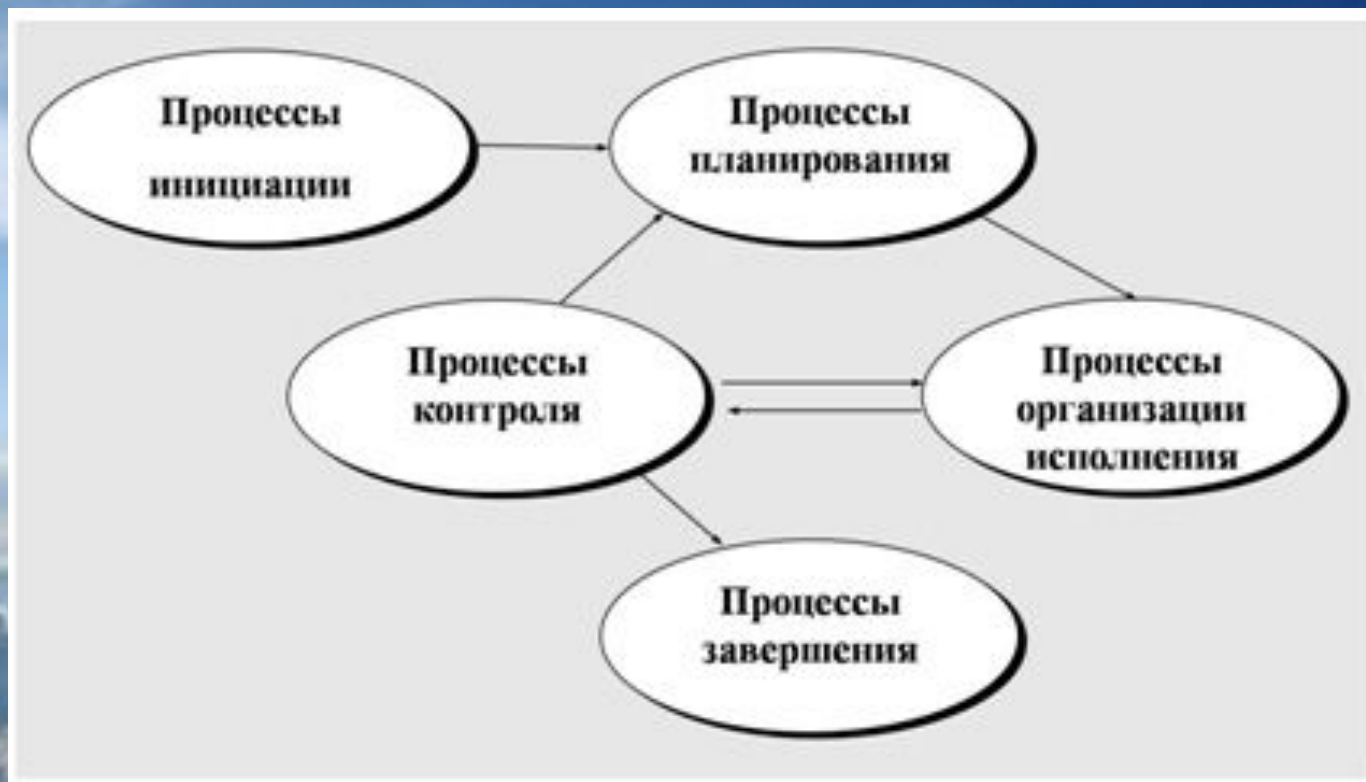 Процессы
инициации
Процессы
планирования
Процессы
контроля
Процессы
организации
исполнения
Процессы
завершения